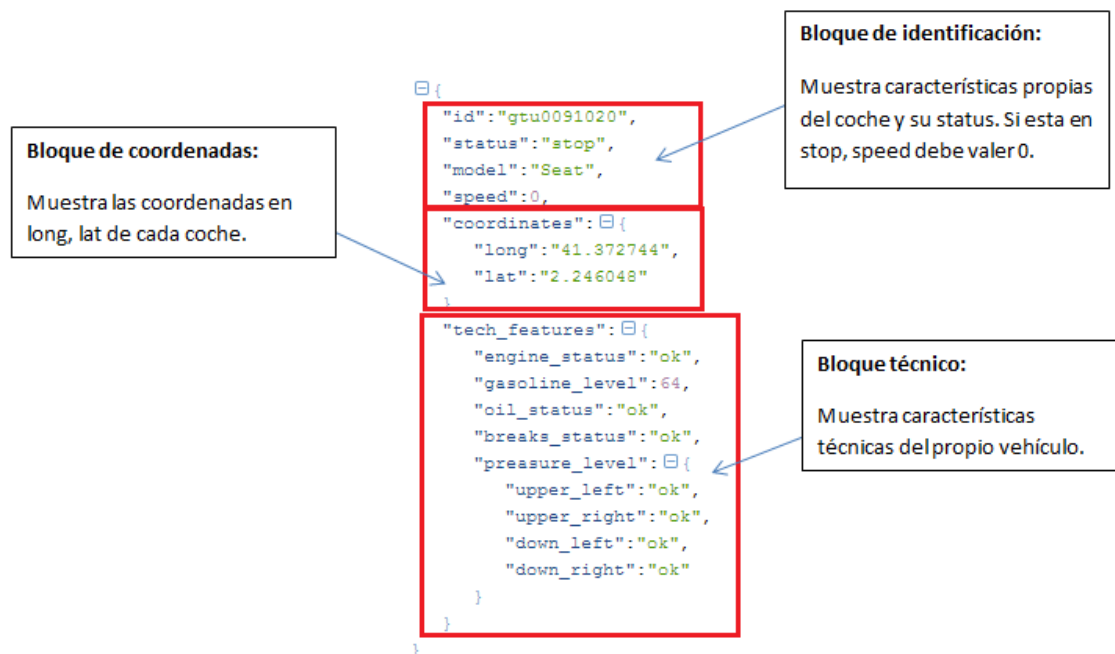 Bloque de identificación:
Muestra características propias
del coche y su status. Si esta en
stop, speed debe valer 0.
Bloque de coordenadas:
Muestra las coordenadas en
long, lat de cada coche.
{
"id":"gtu0091020",
"status":"stop",
"model":"Seat",
"speed":0,
"coordinates": {
"long":"41.372744",
"lat":"2.246048"
}
"tech_features": {
"engine_status":"ok",
"gasoline_level":64,
"oil_status":"ok",
"breaks_status":"ok",
"preasure_level": {
"upper_left":"ok",
"upper_right":"ok",
"down_left":"ok",
"down_right":"ok"
}
}
}
Bloque técnico:
Muestra características
técnicas del propio vehículo.